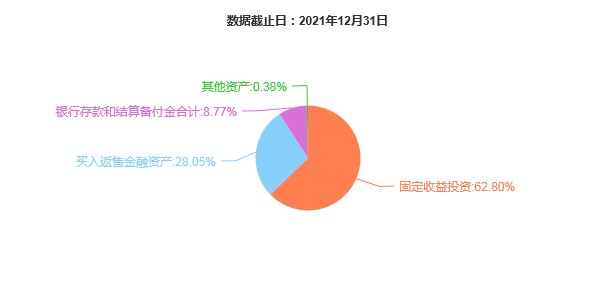 数据截止日：2021年12月31日
其他资产:0.38%
银行存款和结算备付金合计:8.77%
买入返售金融资产:28.05%
固定收益投资:62.80%